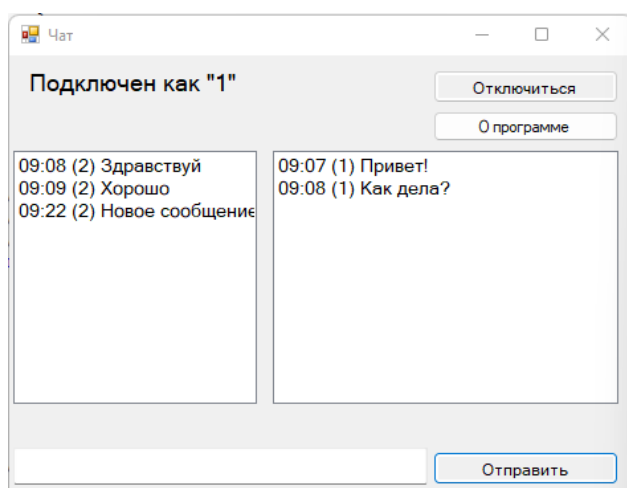 Чат
Подключен как "1"
Отключиться
О программе
09:08 (2) Здравствуй
09:09 (2) Хорошо
09:22 (2) Новое сообщение
09:07 (1) Привет!
09:08 (1) Как дела?
Отправить